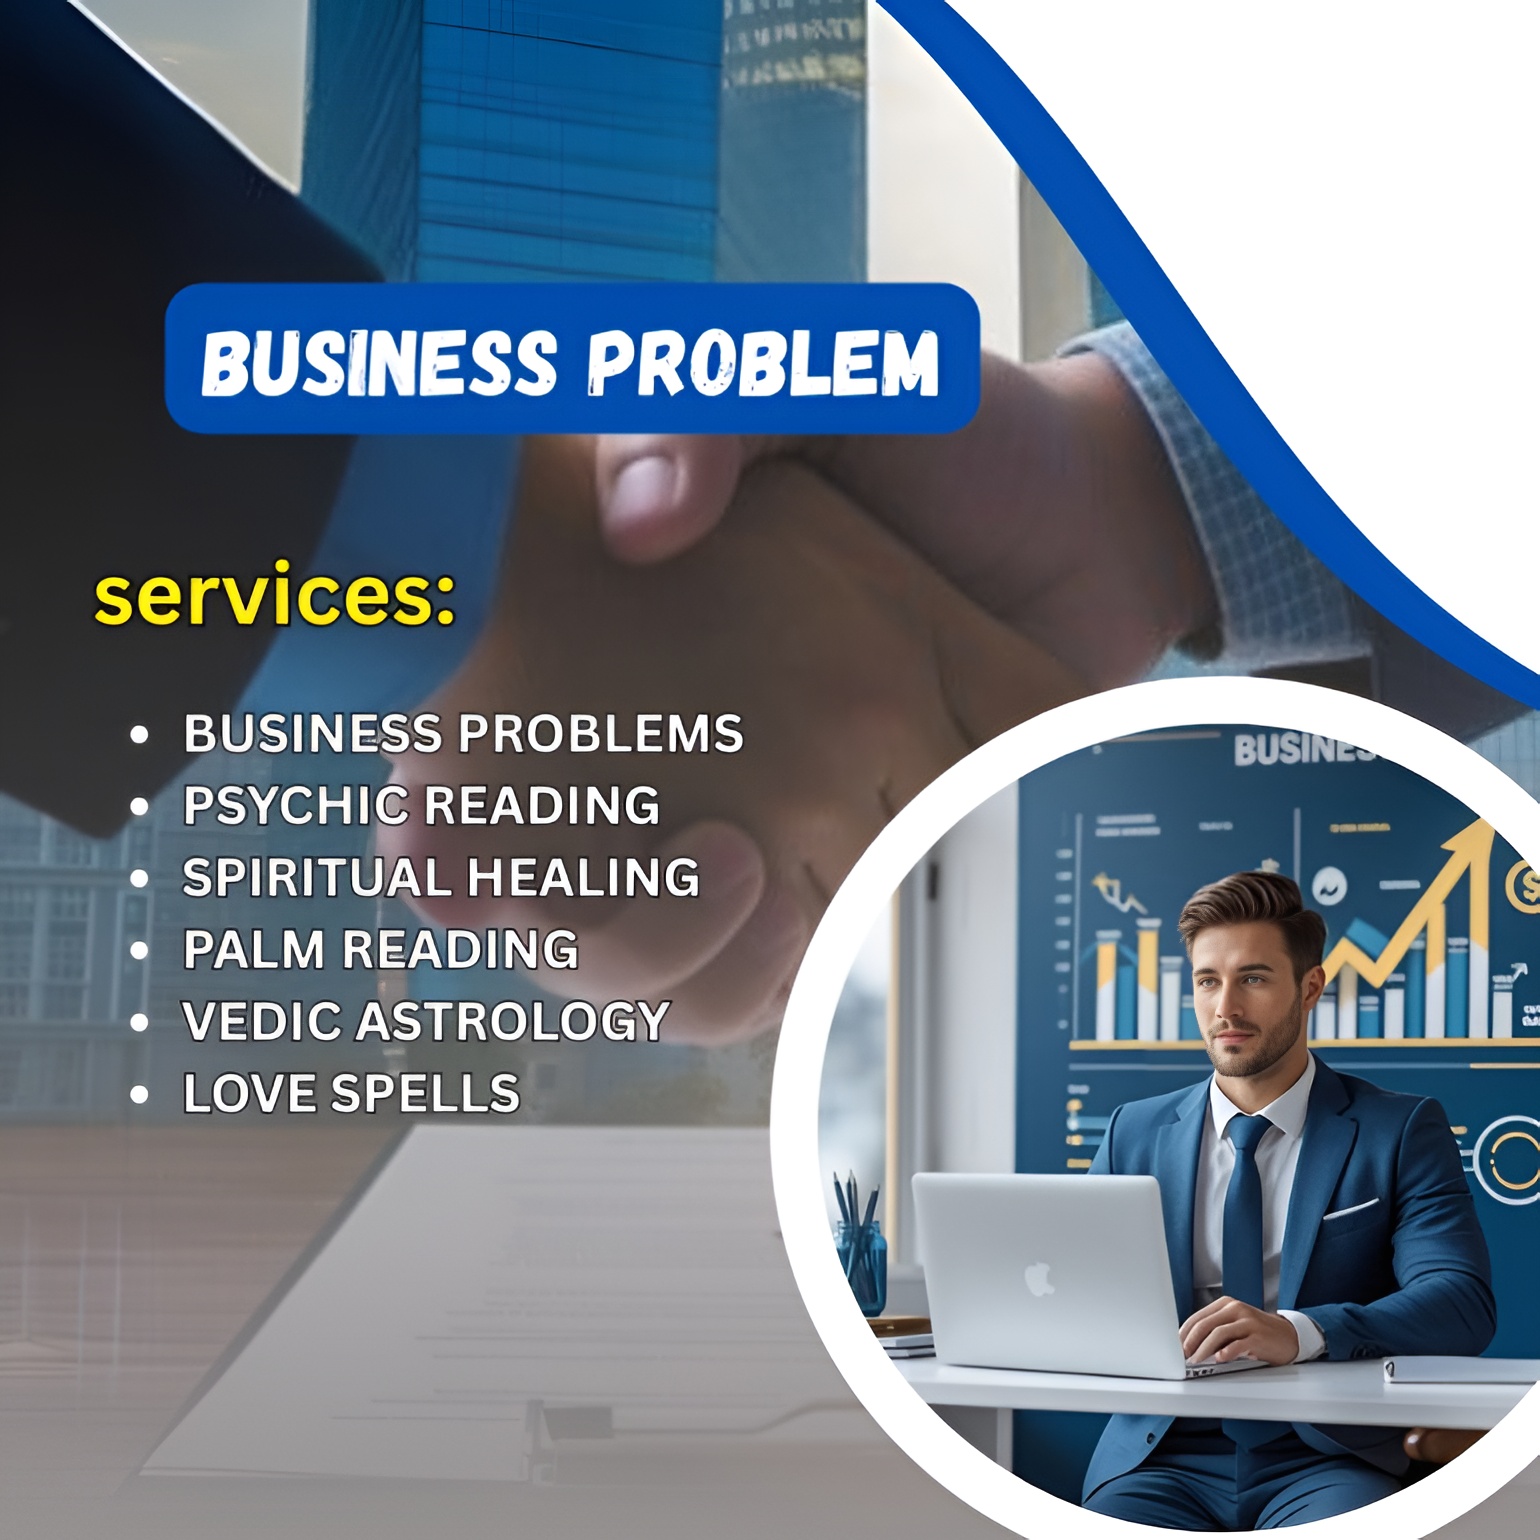 BUSINESS PROBLEM
services:
• BUSINESS PROBLEMS
• PSYCHIC READING
• SPIRITUAL HEALING
• PALM READING
• VEDIC ASTROLOGY
• LOVE SPELLS